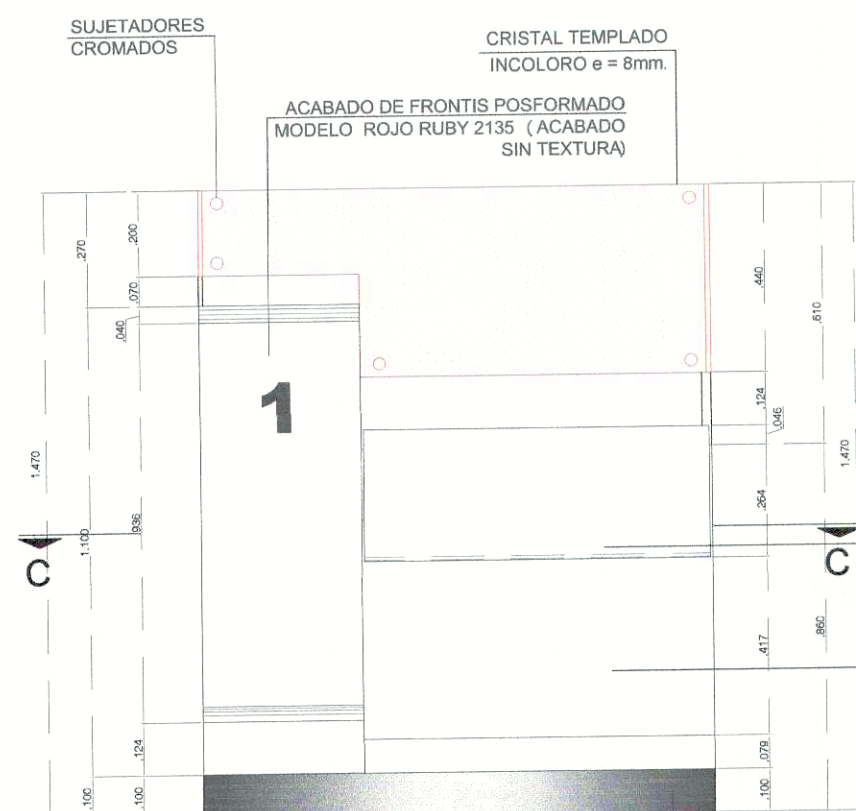 SUJETADORES
CROMADOS
CRISTAL TEMPLADO
INCOLORO e = 8mm.
ACABADO DE FRONTIS POSFORMADO
MODELO ROJO RUBY 2135 ( ACABADO
SIN TEXTURA)
1.470
.270
1.100
.100
.200
.070
.040
.936
.124
.100
1
.440
.124
.046
.264
.417
.079
.100
.610
.860
1.470
C
C